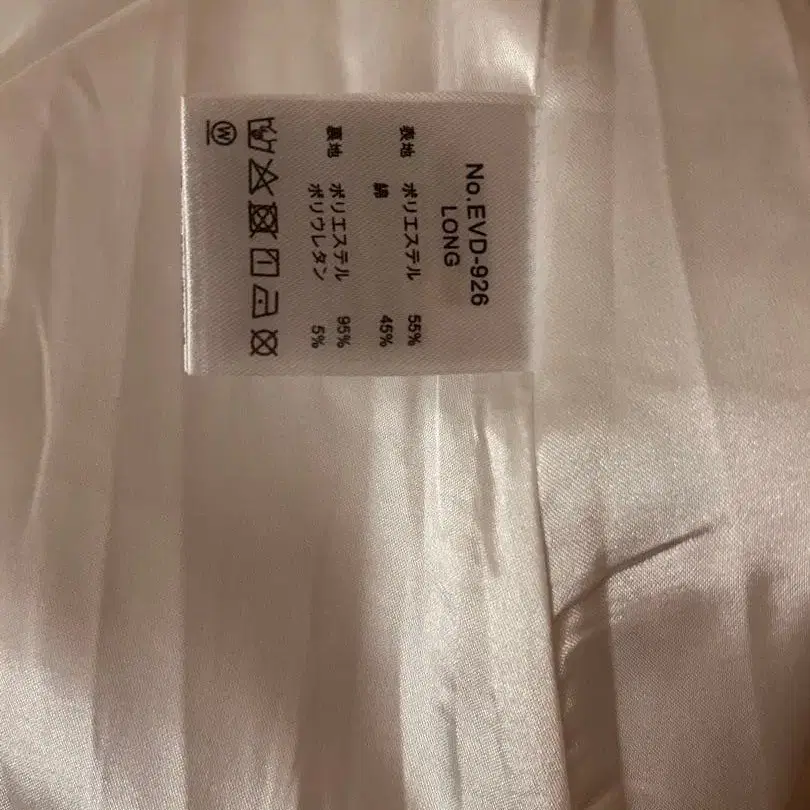 No.EVD-926
LONG
表地 ポリエステル 55%
綿 45%
裏地 ポリエステル 95%
ポリウレタン 5%
W